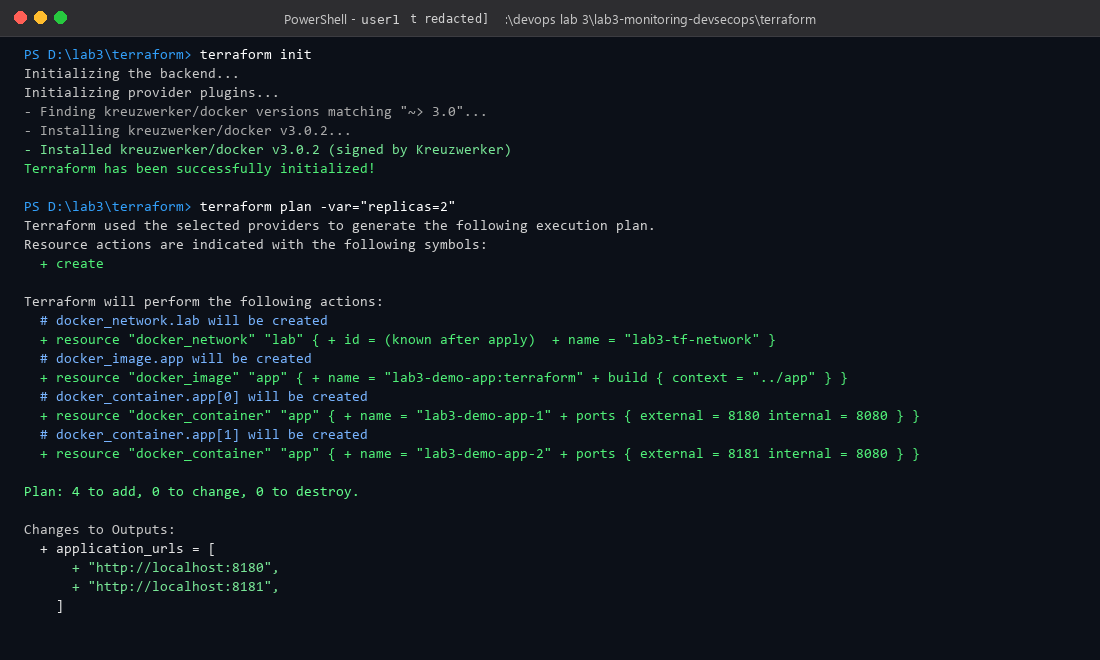 PowerShell - user1 t redacted] :\devops lab 3\lab3-monitoring-devsecops\terraform
PS D:\lab3\terraform> terraform init
Initializing the backend...
Initializing provider plugins...
- Finding kreuzwerker/docker versions matching "~> 3.0"...
- Installing kreuzwerker/docker v3.0.2...
- Installed kreuzwerker/docker v3.0.2 (signed by Kreuzwerker)
Terraform has been successfully initialized!
PS D:\lab3\terraform> terraform plan -var="replicas=2"
Terraform used the selected providers to generate the following execution plan.
Resource actions are indicated with the following symbols:
  + create
Terraform will perform the following actions:
  # docker_network.lab will be created
  + resource "docker_network" "lab" { + id = (known after apply)  + name = "lab3-tf-network" }
  # docker_image.app will be created
  + resource "docker_image" "app" { + name = "lab3-demo-app:terraform" + build { context = "../app" } }
  # docker_container.app[0] will be created
  + resource "docker_container" "app" { + name = "lab3-demo-app-1" + ports { external = 8180 internal = 8080 } }
  # docker_container.app[1] will be created
  + resource "docker_container" "app" { + name = "lab3-demo-app-2" + ports { external = 8181 internal = 8080 } }
Plan: 4 to add, 0 to change, 0 to destroy.
Changes to Outputs:
  + application_urls = [
      + "http://localhost:8180",
      + "http://localhost:8181",
    ]